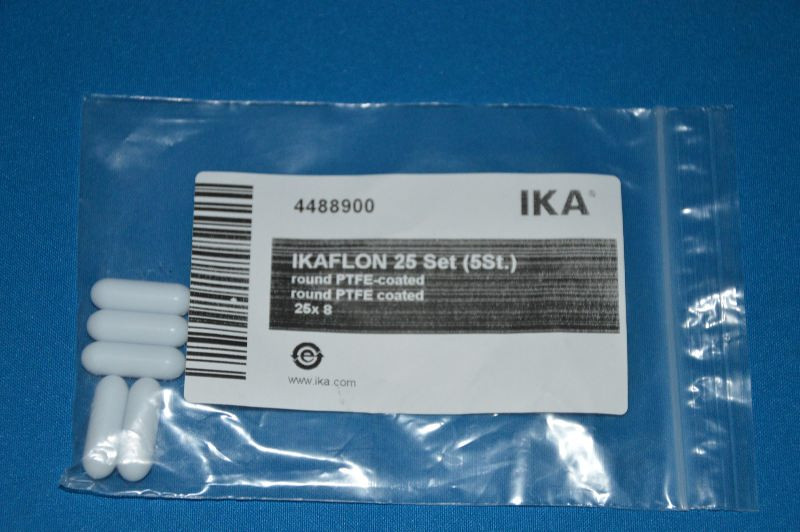 4488900
IKA®
IKAFLON 25 Set (5St.)
round PTFE-coated
round PTFE coated
25x 8
e
www.ika.com